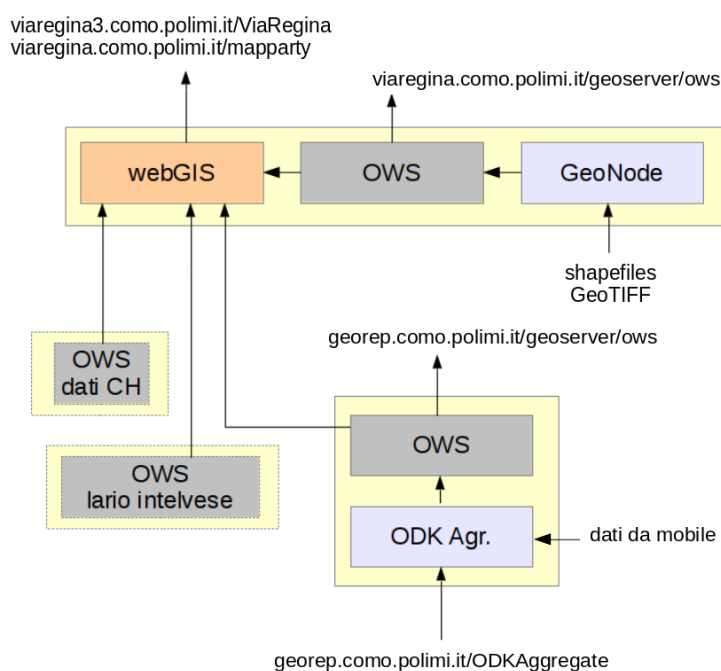 viaregina3.como.polimi.it/ViaRegina
viaregina.como.polimi.it/mapparty
viaregina.como.polimi.it/geoserver/ows
webGIS
OWS
GeoNode
shapefiles
GeoTIFF
georep.como.polimi.it/geoserver/ows
OWS
dati CH
OWS
OWS
lario intelvese
ODK Agr.
dati da mobile
georep.como.polimi.it/ODKAggregate